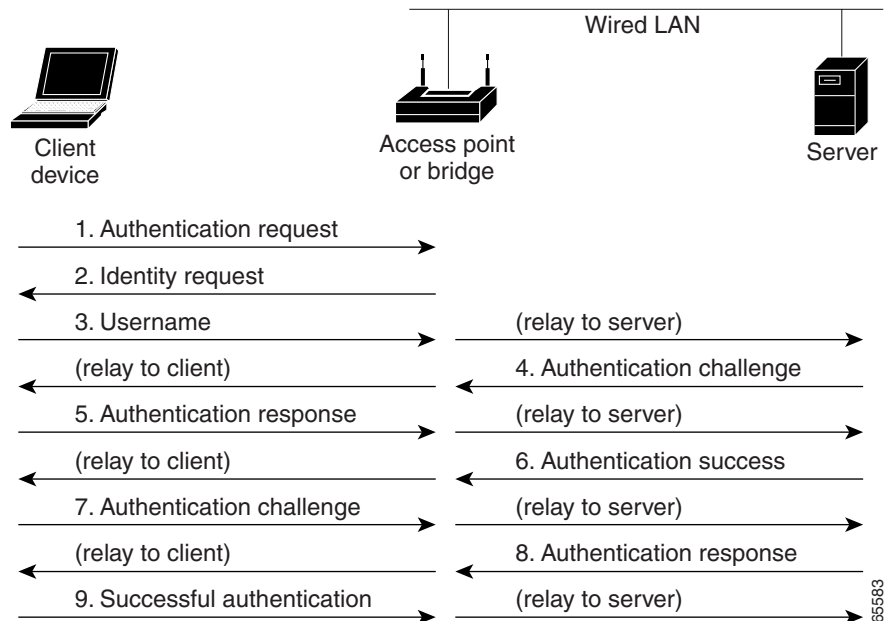 Wired LAN
Client
device
Access point
or bridge
Server
1. Authentication request
2. Identity request
3. Username
(relay to server)
(relay to client)
4. Authentication challenge
5. Authentication response
(relay to server)
(relay to client)
6. Authentication success
7. Authentication challenge
(relay to server)
(relay to client)
8. Authentication response
9. Successful authentication
(relay to server)
65583